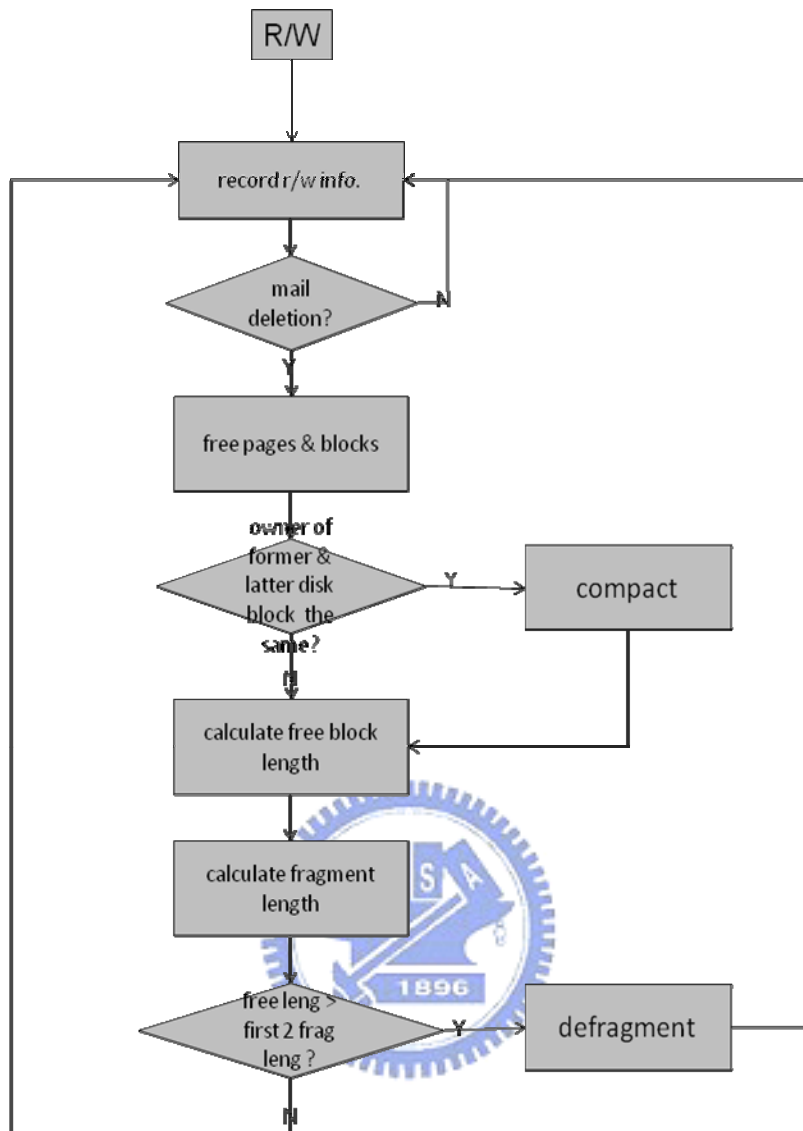 R/W
record r/w info.
mail
deletion?
N
Y
free pages & blocks
owner of
former &
latter disk
block the
same?
Y
compact
N
calculate free block
length
calculate fragment
length
S A
1896
free leng >
first 2 frag
leng ?
Y
defragment
N